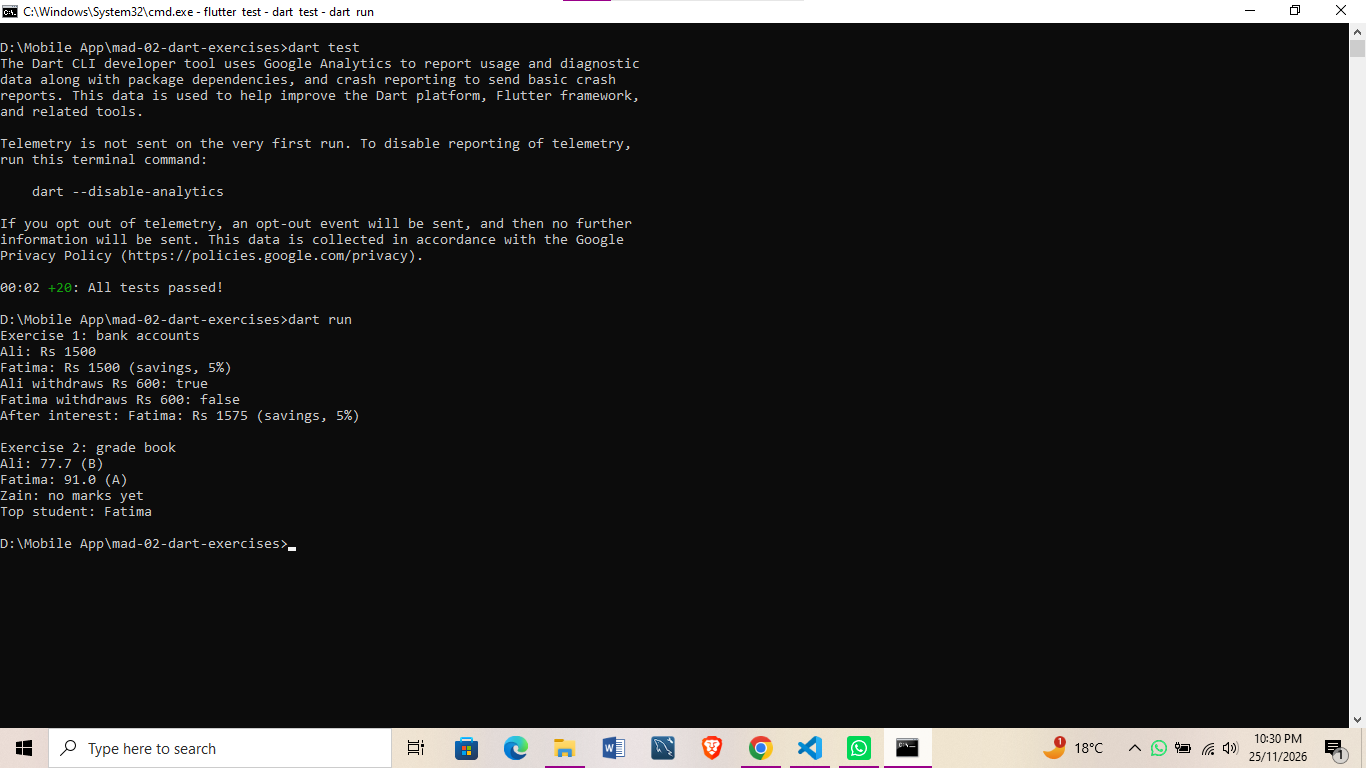 C:\Windows\System32\cmd.exe - flutter test - dart test - dart run
D:\Mobile App\mad-02-dart-exercises>dart test
The Dart CLI developer tool uses Google Analytics to report usage and diagnostic
data along with package dependencies, and crash reporting to send basic crash
reports. This data is used to help improve the Dart platform, Flutter framework,
and related tools.
Telemetry is not sent on the very first run. To disable reporting of telemetry,
run this terminal command:
dart --disable-analytics
If you opt out of telemetry, an opt-out event will be sent, and then no further
information will be sent. This data is collected in accordance with the Google
Privacy Policy (https://policies.google.com/privacy).
00:02 +20: All tests passed!
D:\Mobile App\mad-02-dart-exercises>dart run
Exercise 1: bank accounts
Ali: Rs 1500
Fatima: Rs 1500 (savings, 5%)
Ali withdraws Rs 600: true
Fatima withdraws Rs 600: false
After interest: Fatima: Rs 1575 (savings, 5%)
Exercise 2: grade book
Ali: 77.7 (B)
Fatima: 91.0 (A)
Zain: no marks yet
Top student: Fatima
D:\Mobile App\mad-02-dart-exercises>
Type here to search
1
18°C
10:30 PM
25/11/2026
1